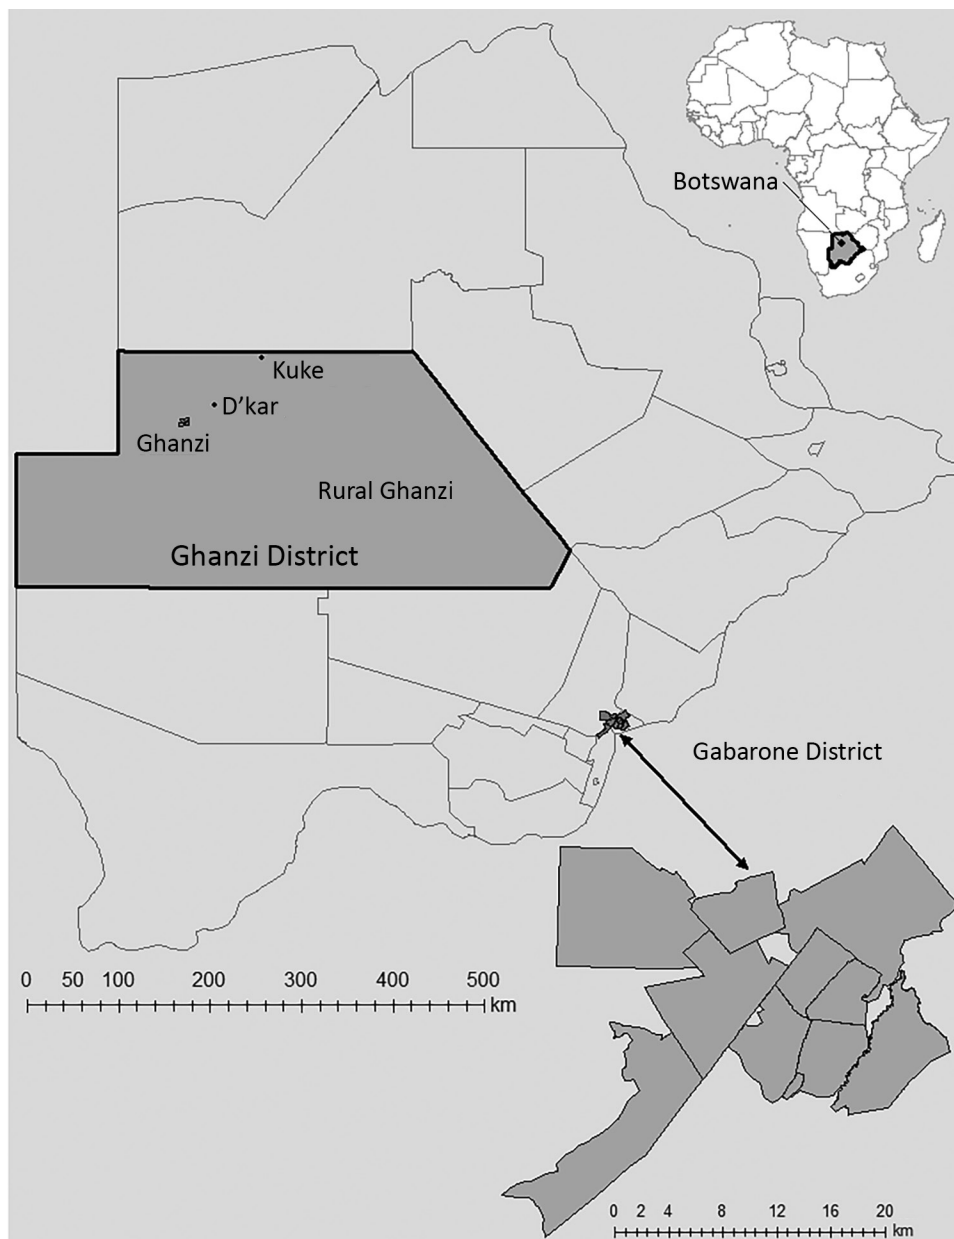 Botswana
Kuke
D'kar
Ghanzi
Rural Ghanzi
Ghanzi District
Gabarone District
0 50 100 200 300 400 500
km
0 2 4 8 12 16 20
km